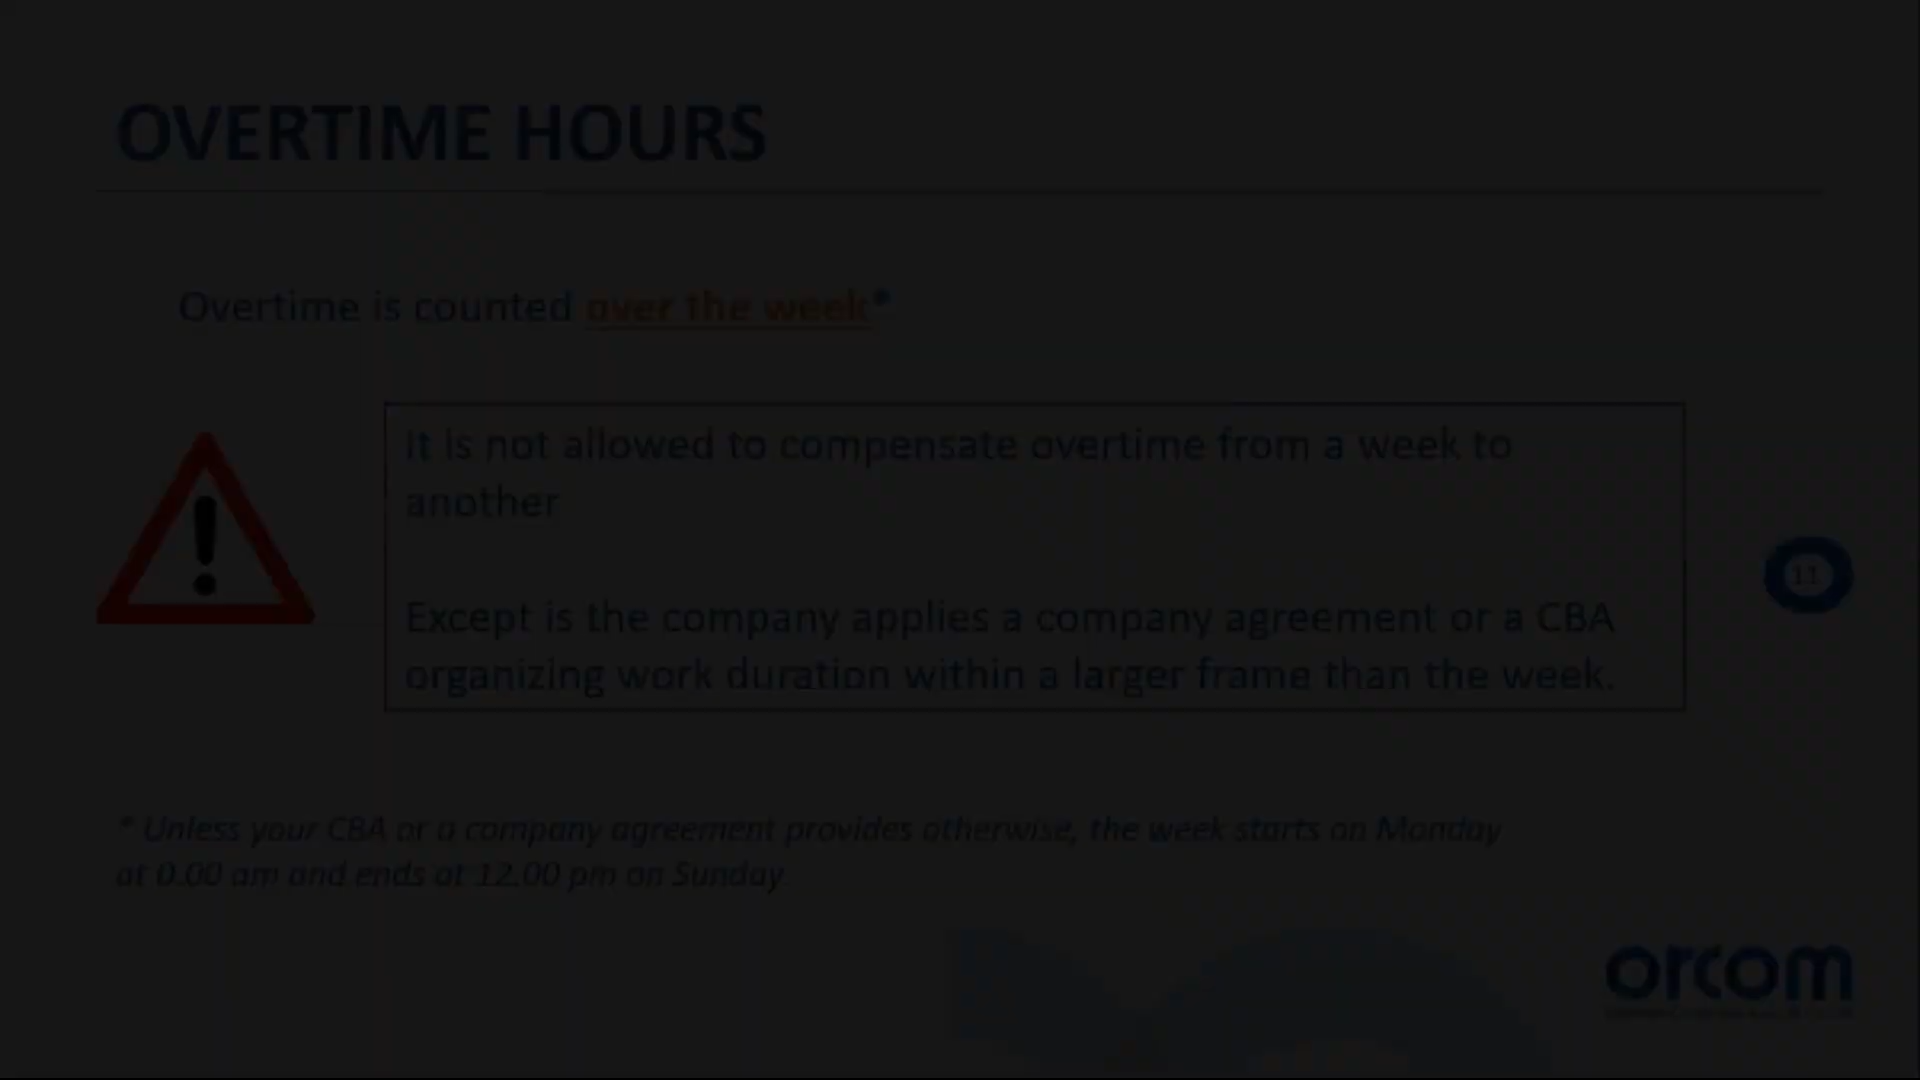 OVERTIME HOURS
Overtime is counted over the week*
It is not allowed to compensate overtime from a week to
another
Except is the company applies a company agreement or a CBA
organizing work duration within a larger frame than the week.
11
* Unless your CBA or a company agreement provides otherwise, the week starts on Monday
at 0.00 am and ends at 12.00 pm on Sunday
orcom